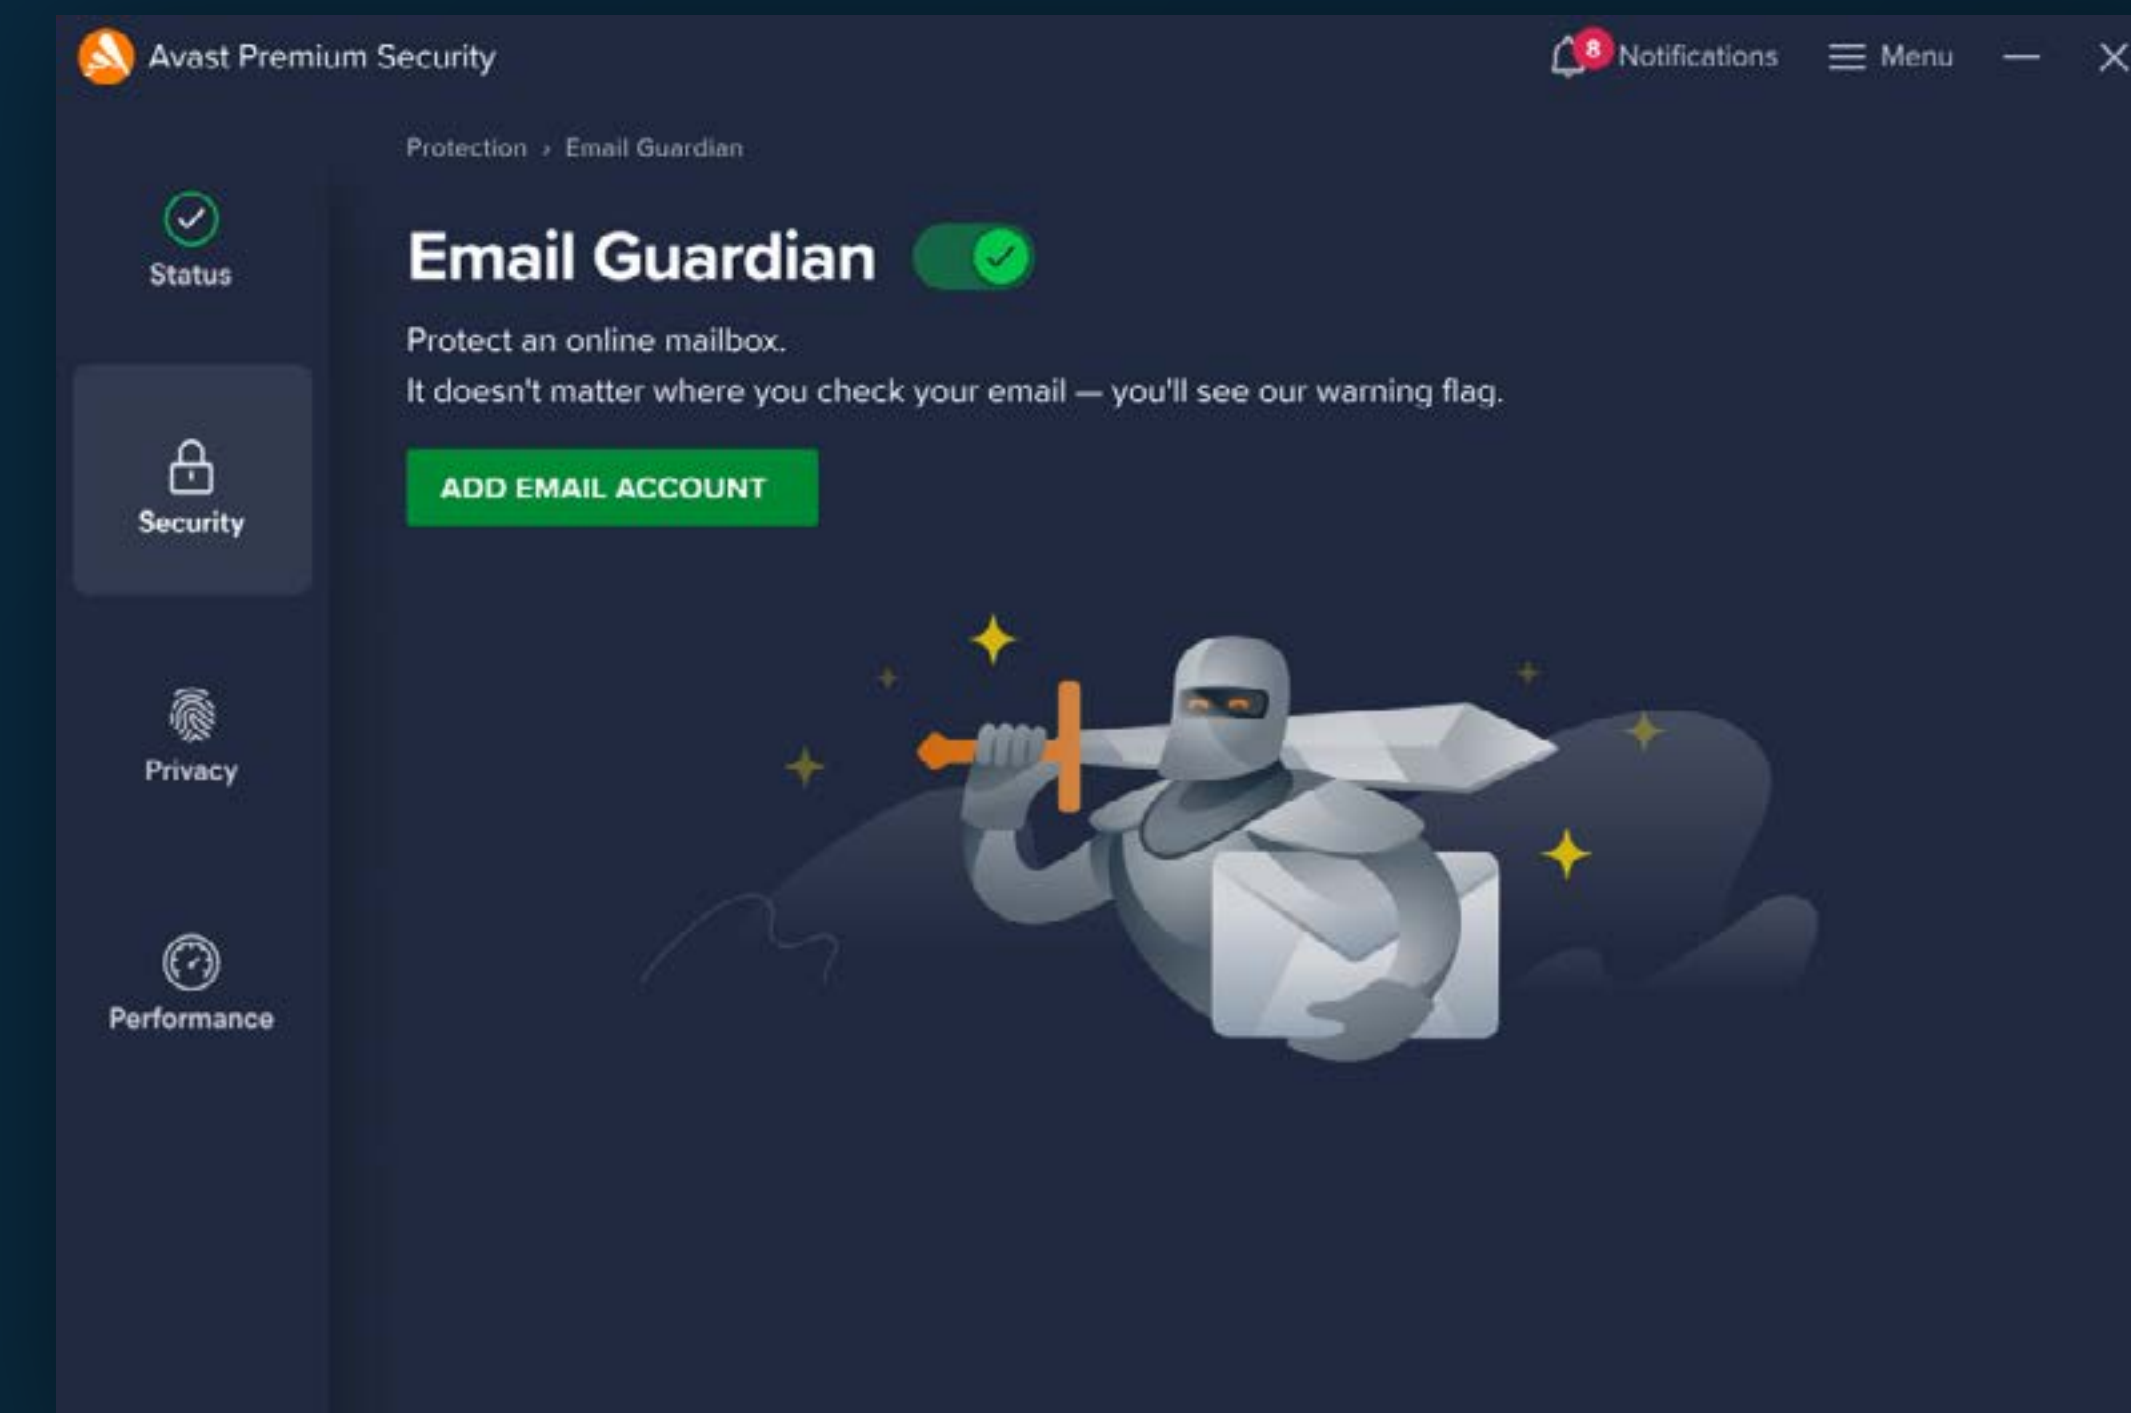 Avast Premium Security
8 Notifications
Menu
Protection › Email Guardian
Status
Email Guardian
Protect an online mailbox.
It doesn't matter where you check your email — you'll see our warning flag.
ADD EMAIL ACCOUNT
Security
Privacy
Performance